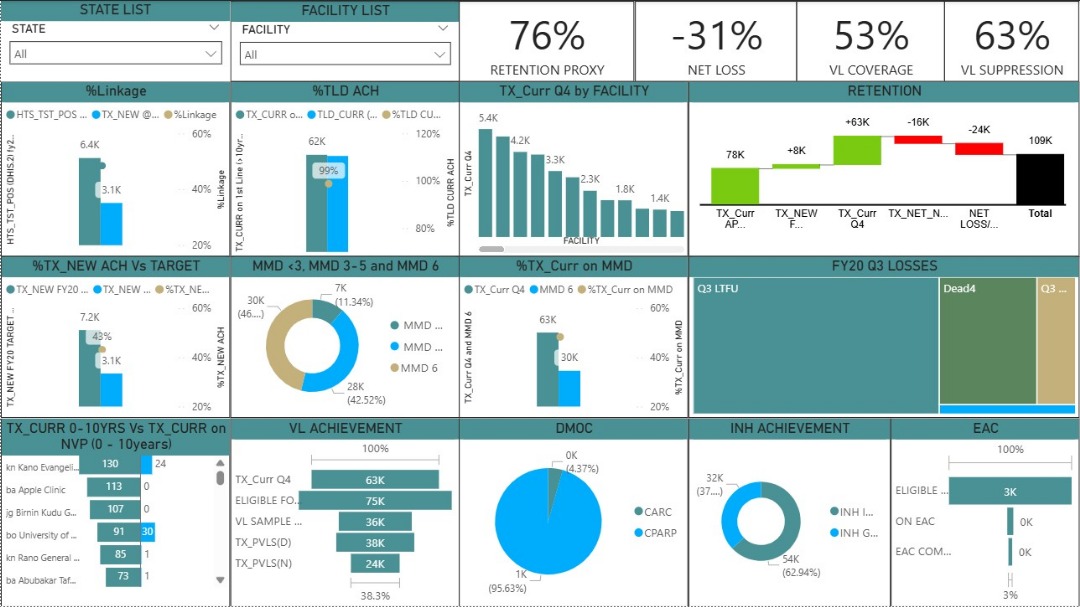 STATE LIST
STATE
All
FACILITY LIST
FACILITY
All
76%
RETENTION PROXY
-31%
NET LOSS
53%
VL COVERAGE
63%
VL SUPPRESSION
%Linkage
HTS_TST_POS ... TX_NEW @... %Linkage
HTS_TST_POS (DHIS.2) fy2...
6.4K
3.1K
60%
40%
20%
%Linkage
%TLD ACH
TX_CURR o... TLD_CURR (... %TLD CU...
TX_CURR on 1st Line (>10yr...
62K
99%
120%
100%
80%
%TLD CURR ACH
TX_Curr Q4 by FACILITY
TX_Curr Q4
5.4K
4.2K
3.3K
2.3K
1.8K
1.4K
FACILITY
RETENTION
78K
+8K
+63K
-16K
-24K
109K
TX_Curr AP...
TX_NEW F...
TX_Curr Q4
TX_NET_N...
NET LOSS/...
Total
%TX_NEW ACH Vs TARGET
TX_NEW FY20 ... TX_NEW ... %TX_NE...
TX_NEW FY20 TARGET ...
7.2K
43%
3.1K
60%
40%
20%
%TX_NEW ACH
MMD <3, MMD 3-5 and MMD 6
30K
(46....)
7K
(11.34%)
28K
(42.52%)
MMD ...
MMD ...
MMD 6
%TX_Curr on MMD
TX_Curr Q4 MMD 6 %TX_Curr on MMD
TX_Curr Q4 and MMD 6
63K
30K
60%
40%
20%
%TX_Curr on MMD
FY20 Q3 LOSSES
Q3 LTFU
Dead4
Q3 ...
TX_CURR 0-10YRS Vs TX_CURR on
NVP (0 - 10years)
kn Kano Evangeli... 130 24
ba Apple Clinic 113 0
jg Birnin Kudu G... 107 0
bo University of ... 91 30
kn Rano General ... 85 1
ba Abubakar Taf... 73 1
VL ACHIEVEMENT
100%
TX_Curr Q4 63K
ELIGIBLE FO... 75K
VL SAMPLE ... 36K
TX_PVLS(D) 38K
TX_PVLS(N) 24K
38.3%
DMOC
0K
(4.37%)
1K
(95.63%)
CARC
CPARP
INH ACHIEVEMENT
32K
(37....)
54K
(62.94%)
INH I...
INH G...
EAC
100%
ELIGIBLE ... 3K
ON EAC 0K
EAC COM... 0K
3%